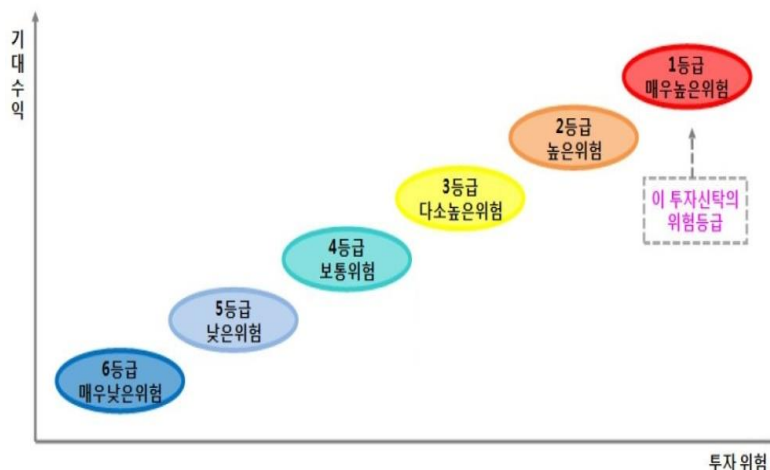 기대수익
1등급
매우높은위험
2등급
높은위험
이 투자신탁의
위험등급
3등급
다소높은위험
4등급
보통위험
5등급
낮은위험
6등급
매우낮은위험
투자 위험